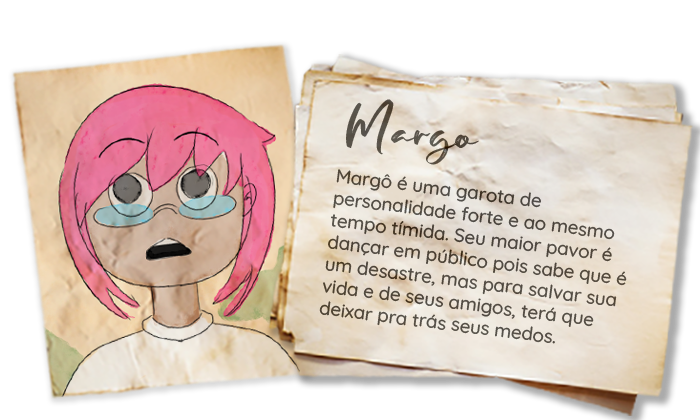 Margo
Margô é uma garota de
personalidade forte e ao mesmo
tempo tímida. Seu maior pavor é
dançar em público pois sabe que é
um desastre, mas para salvar sua
vida e de seus amigos, terá que
deixar pra trás seus medos.